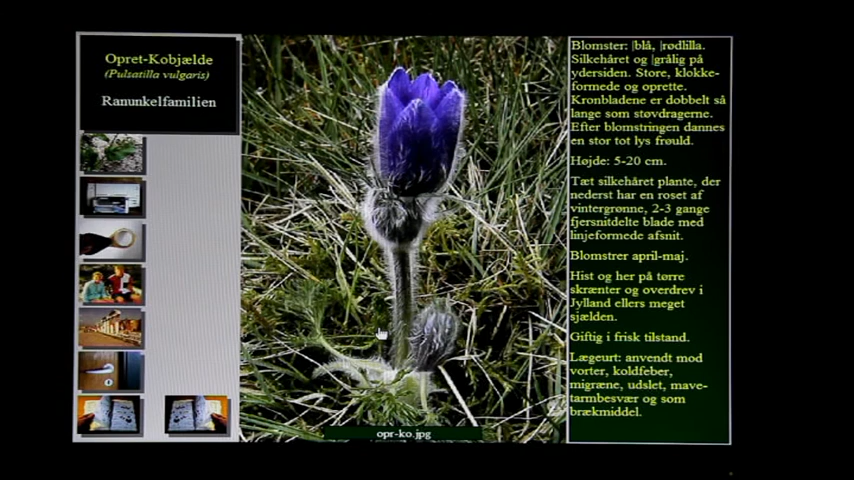 Opret-Kobjælde
(Pulsatilla vulgaris)
Ranunkelfamilien
Blomster: |blå, |rødlilla.
Silkehåret og |grålig på
ydersiden. Store, klokke-
formede og oprette.
Kronbladene er dobbelt så
lange som støvdragerne.
Efter blomstringen dannes
en stor tot lys frøuld.
Højde: 5-20 cm.
Tæt silkehåret plante, der
nederst har en roset af
vintergrønne, 2-3 gange
fjersnitdelte blade med
linjeformede afsnit.
Blomstrer april-maj.
Hist og her på tørre
skrænter og overdrev i
Jylland ellers meget
sjælden.
Giftig i frisk tilstand.
Lægeurt: anvendt mod
vorter, koldfeber,
migræne, udslet, mave-
tarmbesvær og som
brækmiddel.
opr-ko.jpg